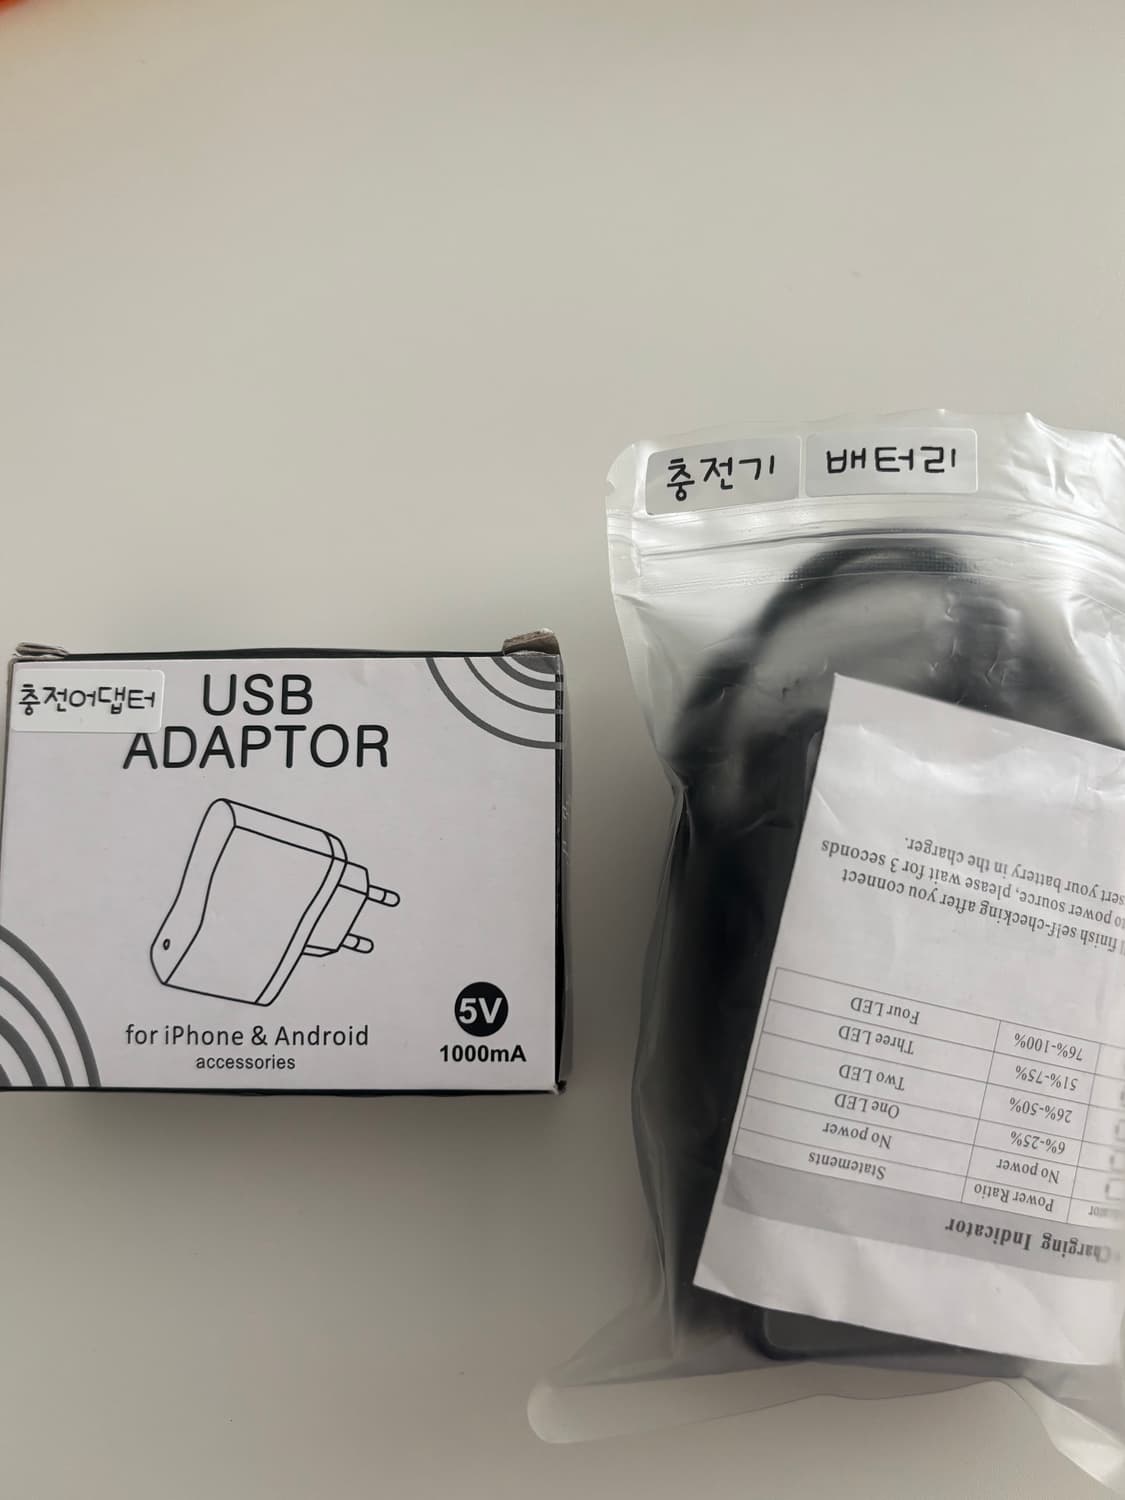 충전어댑터
USB
ADAPTOR
for iPhone & Android
accessories
5V
1000mA
충전기
배터리
Charging Indicator
Power Ratio
Statements
No power
No power
6%-25%
One LED
26%-50%
Two LED
51%-75%
Three LED
76%-100%
Four LED
finish self-checking after you connect
to power source, please wait for 3 seconds
your battery in the charger.